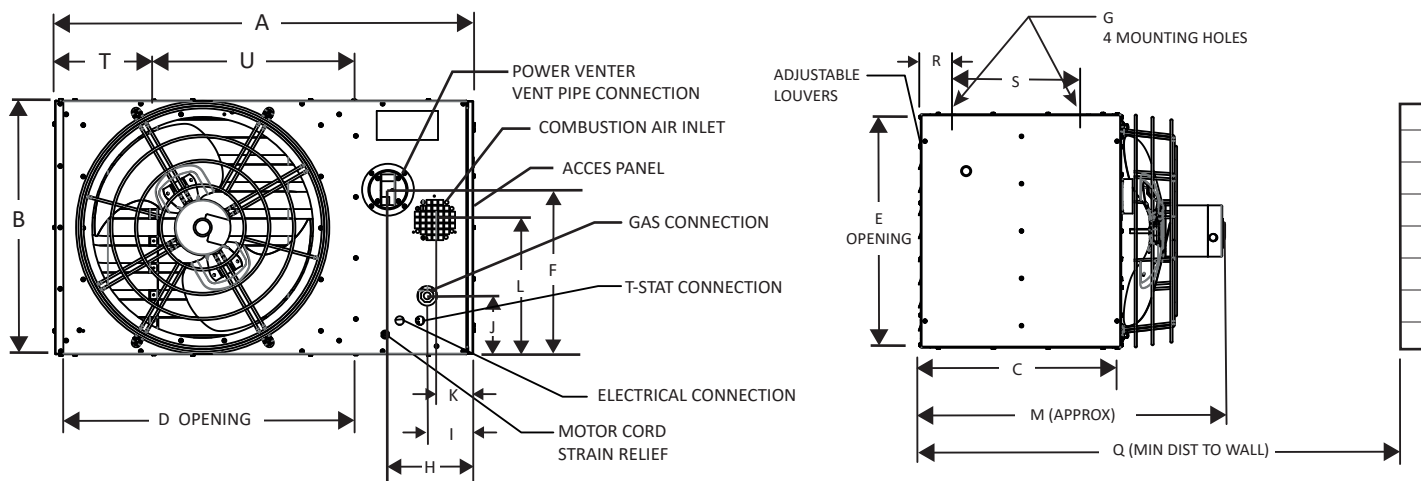 A
T
U
B
POWER VENTER
VENT PIPE CONNECTION
COMBUSTION AIR INLET
ACCES PANEL
GAS CONNECTION
T-STAT CONNECTION
F
L
J
K
I
H
D OPENING
ELECTRICAL CONNECTION
MOTOR CORD
STRAIN RELIEF
G
4 MOUNTING HOLES
R
S
ADJUSTABLE
LOUVERS
E
OPENING
C
M (APPROX)
Q (MIN DIST TO WALL)